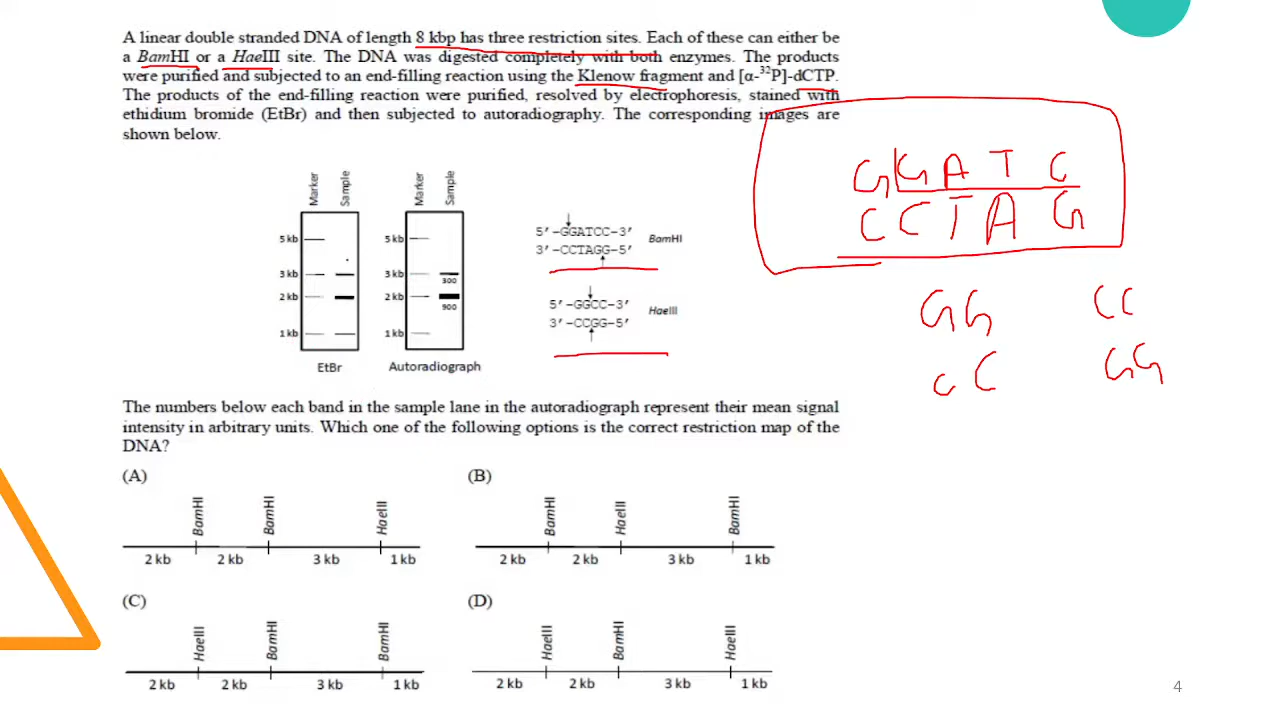 A linear double stranded DNA of length 8 kbp has three restriction sites. Each of these can either be
a BamHI or a HaeIII site. The DNA was digested completely with both enzymes. The products
were purified and subjected to an end-filling reaction using the Klenow fragment and [α-³²P]-dCTP.
The products of the end-filling reaction were purified, resolved by electrophoresis, stained with
ethidium bromide (EtBr) and then subjected to autoradiography. The corresponding images are
shown below.
Marker
Sample
5 kb
3 kb
2 kb
1 kb
EtBr
Marker
Sample
5 kb
3 kb
300
2 kb
900
1 kb
Autoradiograph
5′ -GGATCC-3′
3′ -CCTAGG-5′
BamHI
5′ -GGCC-3′
3′ -CCGG-5′
HaeIII
G G A T C
C C T A G
G G C C
C C G G
The numbers below each band in the sample lane in the autoradiograph represent their mean signal
intensity in arbitrary units. Which one of the following options is the correct restriction map of the
DNA?
(A)
BamHI BamHI HaeIII
2 kb 2 kb 3 kb 1 kb
(B)
BamHI HaeIII BamHI
2 kb 2 kb 3 kb 1 kb
(C)
HaeIII BamHI BamHI
2 kb 2 kb 3 kb 1 kb
(D)
HaeIII BamHI HaeIII
2 kb 2 kb 3 kb 1 kb
4